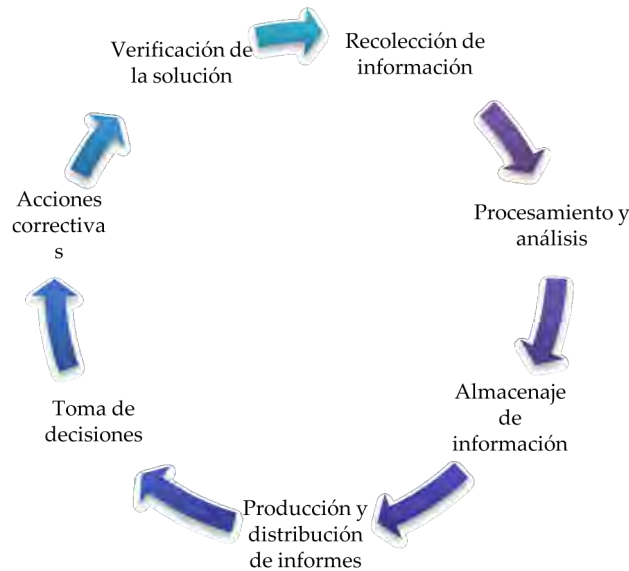 Verificación de
la solución
Recolección de
información
Procesamiento y
análisis
Almacenaje
de
información
Producción y
distribución
de informes
Toma de
decisiones
Acciones
correctiva
s